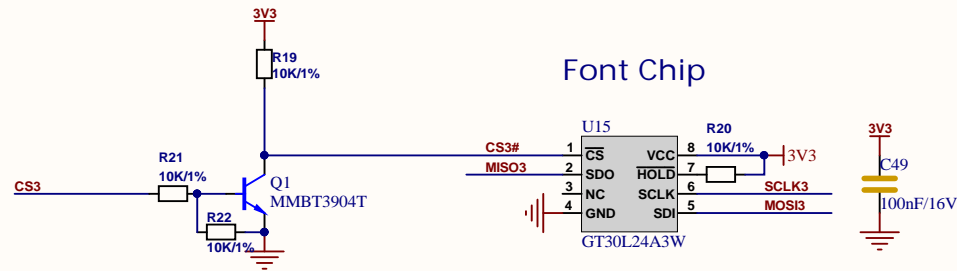 3V3
R19
10K/1%
Font Chip
U15
CS3#
1
CS
VCC
8
R20
10K/1%
3V3
MISO3
2
SDO
HOLD
7
3
NC
SCLK
6
SCLK3
4
GND
SDI
5
MOSI3
GT30L24A3W
3V3
C49
100nF/16V
CS3
R21
10K/1%
Q1
MMBT3904T
R22
10K/1%